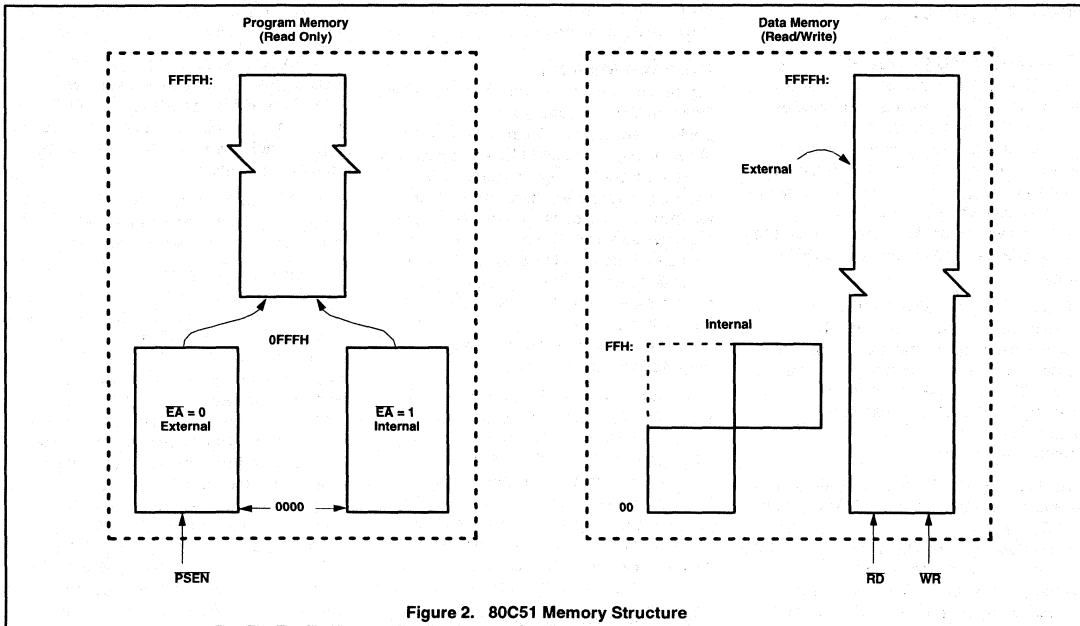 Program Memory
(Read Only)
FFFFH:
0FFFH
EA = 0
External
EA = 1
Internal
0000
PSEN
Data Memory
(Read/Write)
FFFFH:
External
Internal
FFH:
00
RD
WR
Figure 2. 80C51 Memory Structure